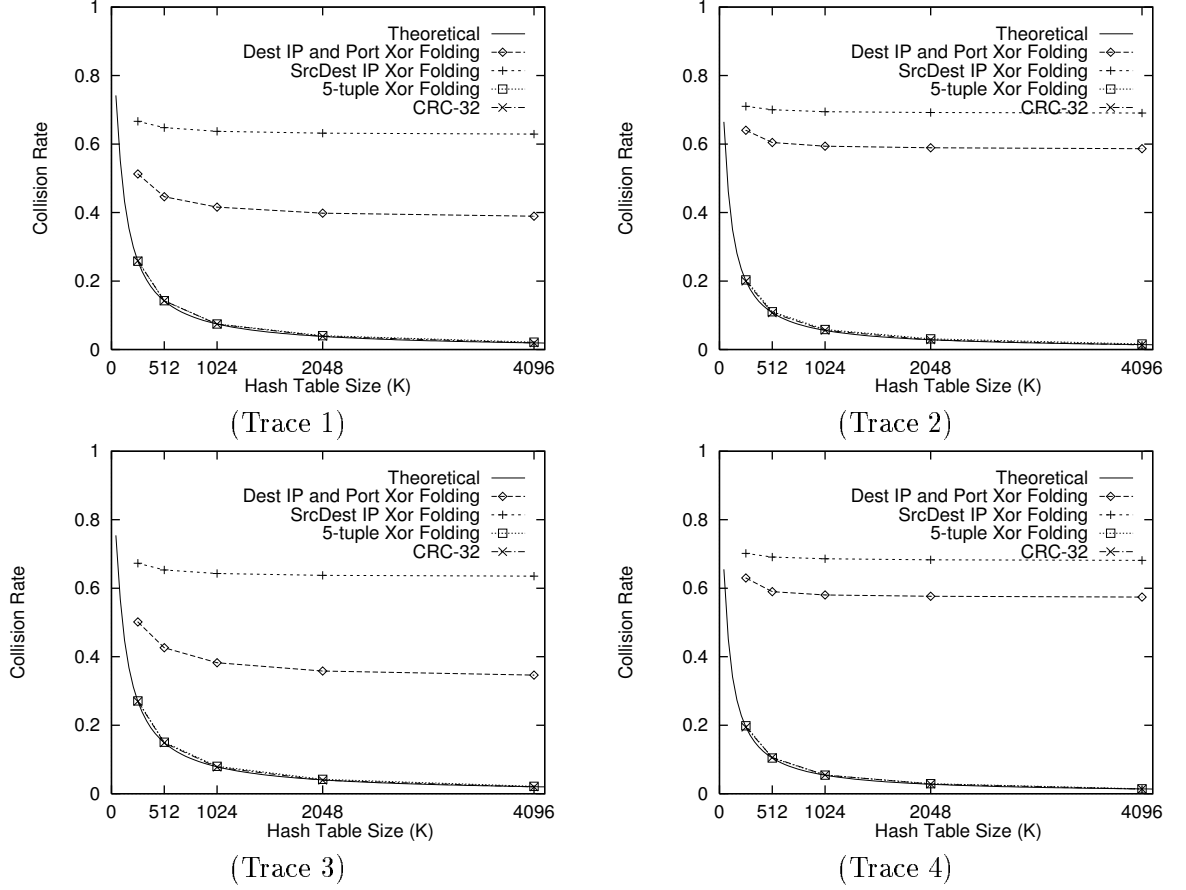 1
Theoretical
Dest IP and Port Xor Folding
SrcDest IP Xor Folding
5-tuple Xor Folding
CRC-32
0.8
0.6
0.4
0.2
0
Collision Rate
0 512 1024 2048 4096
Hash Table Size (K)
(Trace 1)
1
Theoretical
Dest IP and Port Xor Folding
SrcDest IP Xor Folding
5-tuple Xor Folding
CRC-32
0.8
0.6
0.4
0.2
0
Collision Rate
0 512 1024 2048 4096
Hash Table Size (K)
(Trace 2)
1
Theoretical
Dest IP and Port Xor Folding
SrcDest IP Xor Folding
5-tuple Xor Folding
CRC-32
0.8
0.6
0.4
0.2
0
Collision Rate
0 512 1024 2048 4096
Hash Table Size (K)
(Trace 3)
1
Theoretical
Dest IP and Port Xor Folding
SrcDest IP Xor Folding
5-tuple Xor Folding
CRC-32
0.8
0.6
0.4
0.2
0
Collision Rate
0 512 1024 2048 4096
Hash Table Size (K)
(Trace 4)